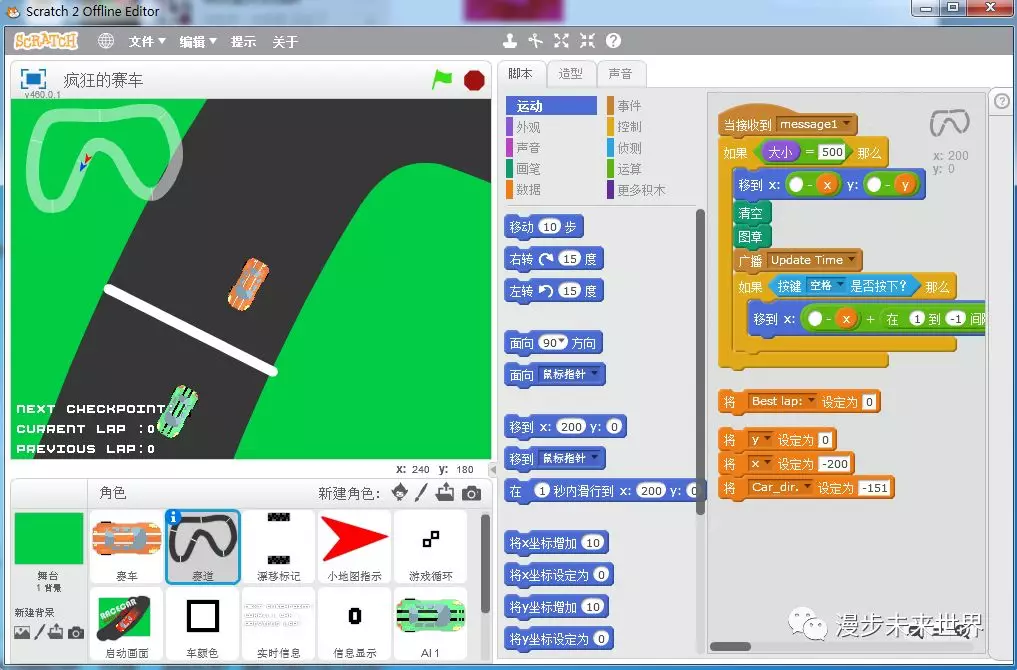 Scratch 2 Offline Editor
SCRATCH 文件 编辑 提示 关于
疯狂的赛车
v460.0.1
NEXT CHECKPOINT:
CURRENT LAP :0
PREVIOUS LAP:0
X: 240 y: 180
角色 新建角色:
舞台
1 背景
新建背景
赛车
赛道
漂移标记
小地图指示
游戏循环
RACECAR
启动画面
车颜色
实时信息
信息显示
AI 1
脚本 造型 声音
运动 事件
外观 控制
声音 侦测
画笔 运算
数据 更多积木
移动 10 步
右转 15 度
左转 15 度
面向 90 方向
面向 鼠标指针
移到 x: 200 y: 0
移到 鼠标指针
在 1 秒内滑行到 x: 200 y: 0
将x坐标增加 10
将x坐标设定为 0
将y坐标增加 10
将y坐标设定为 0
当接收到 message1
如果 大小 = 500 那么
移到 x: - x y: - y
清空
图章
广播 Update Time
如果 按键 空格 是否按下? 那么
移到 x: - x + 在 1 到 -1 间
将 Best lap: 设定为 0
将 y 设定为 0
将 x 设定为 -200
将 Car_dir. 设定为 -151
x: 200
y: 0
漫步未来世界